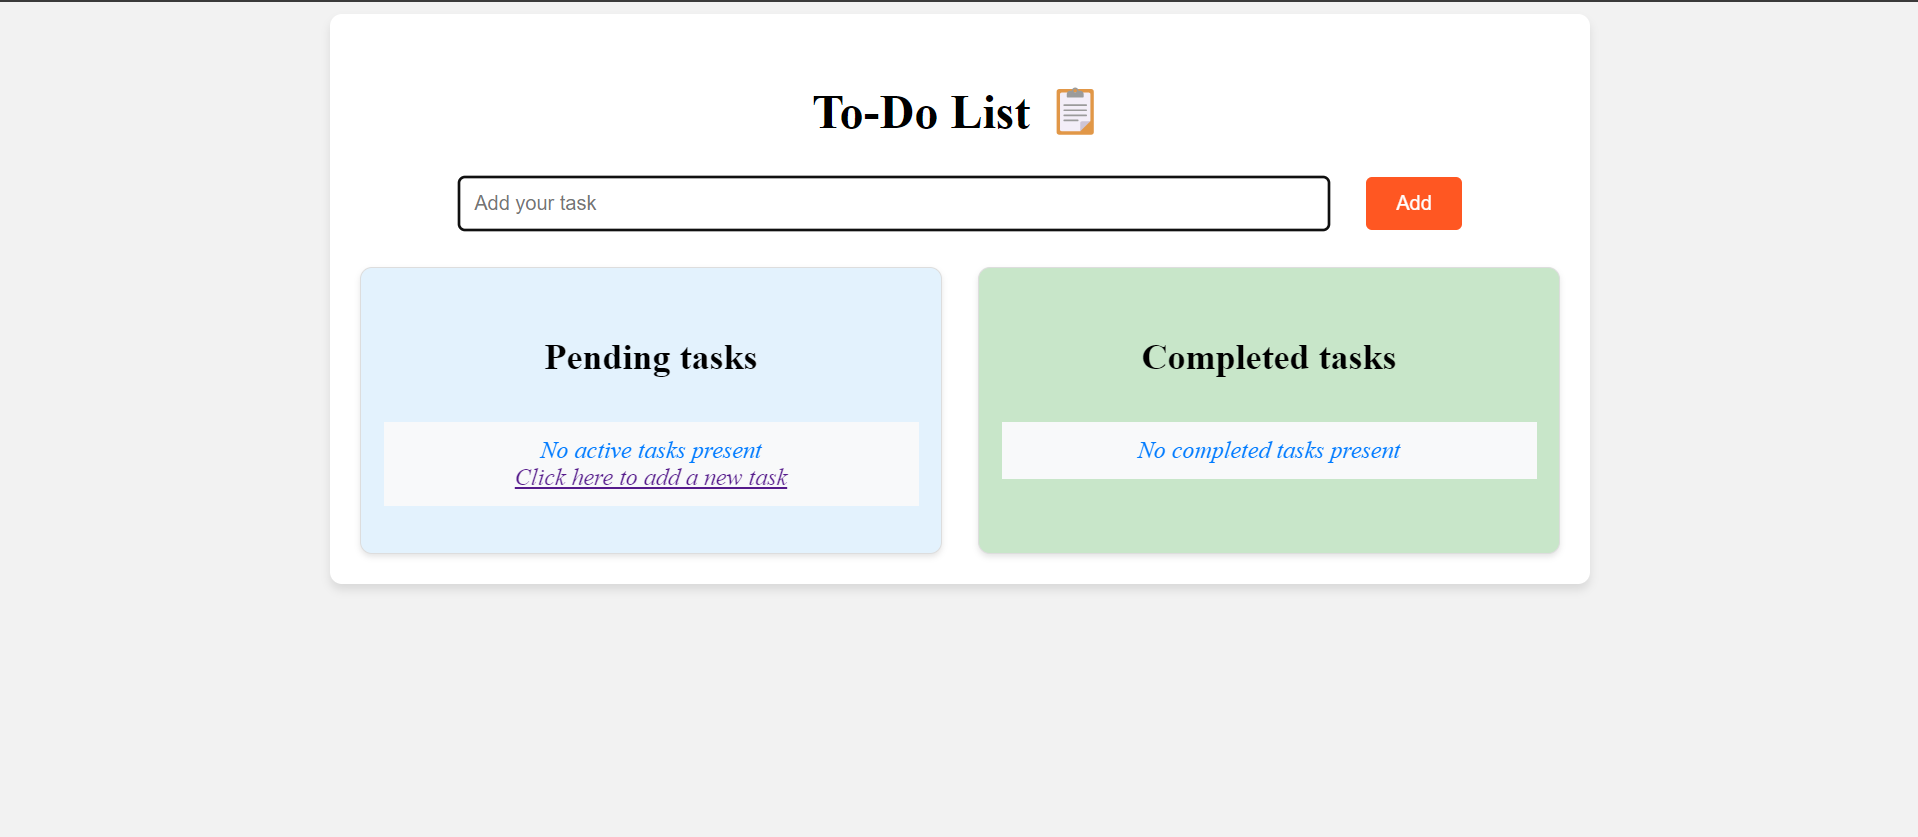 To-Do List
Add your task
Add
Pending tasks
No active tasks present
Click here to add a new task
Completed tasks
No completed tasks present